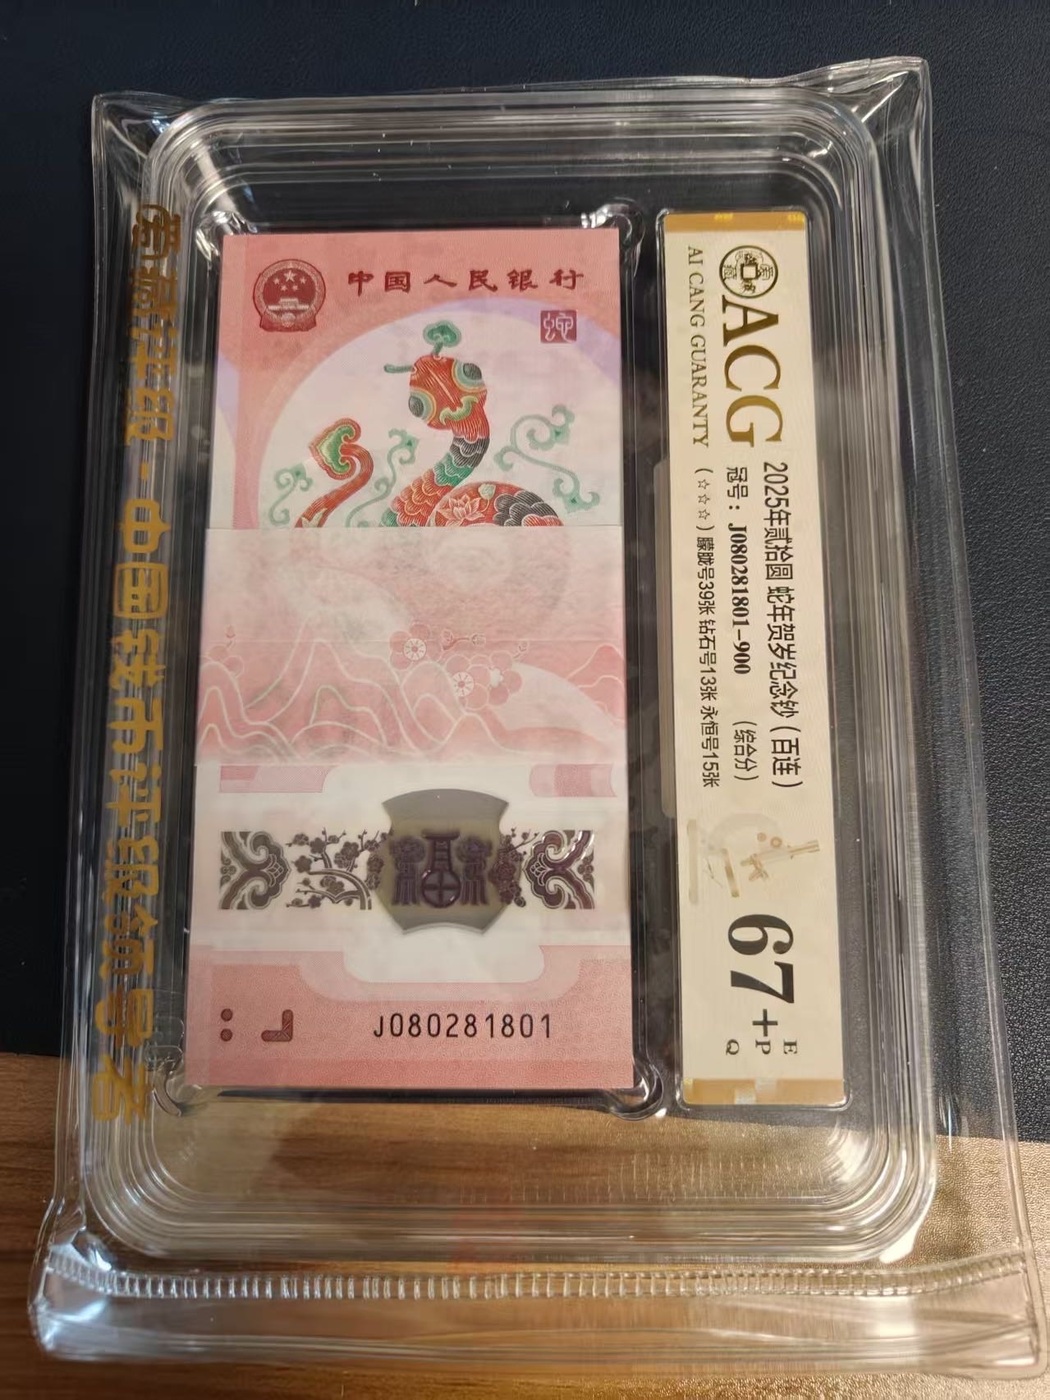 中国人民银行
福
J080281801
ACG
AI CANG GUARANTY
2025年贰拾圆 蛇年贺岁纪念钞（百连）
冠号：J080281801-900 （综合分）
（☆☆☆）朦胧号39张 钻石号13张 永恒号15张
67+
E
P
Q
爱藏评级·中国钱币评级领导者